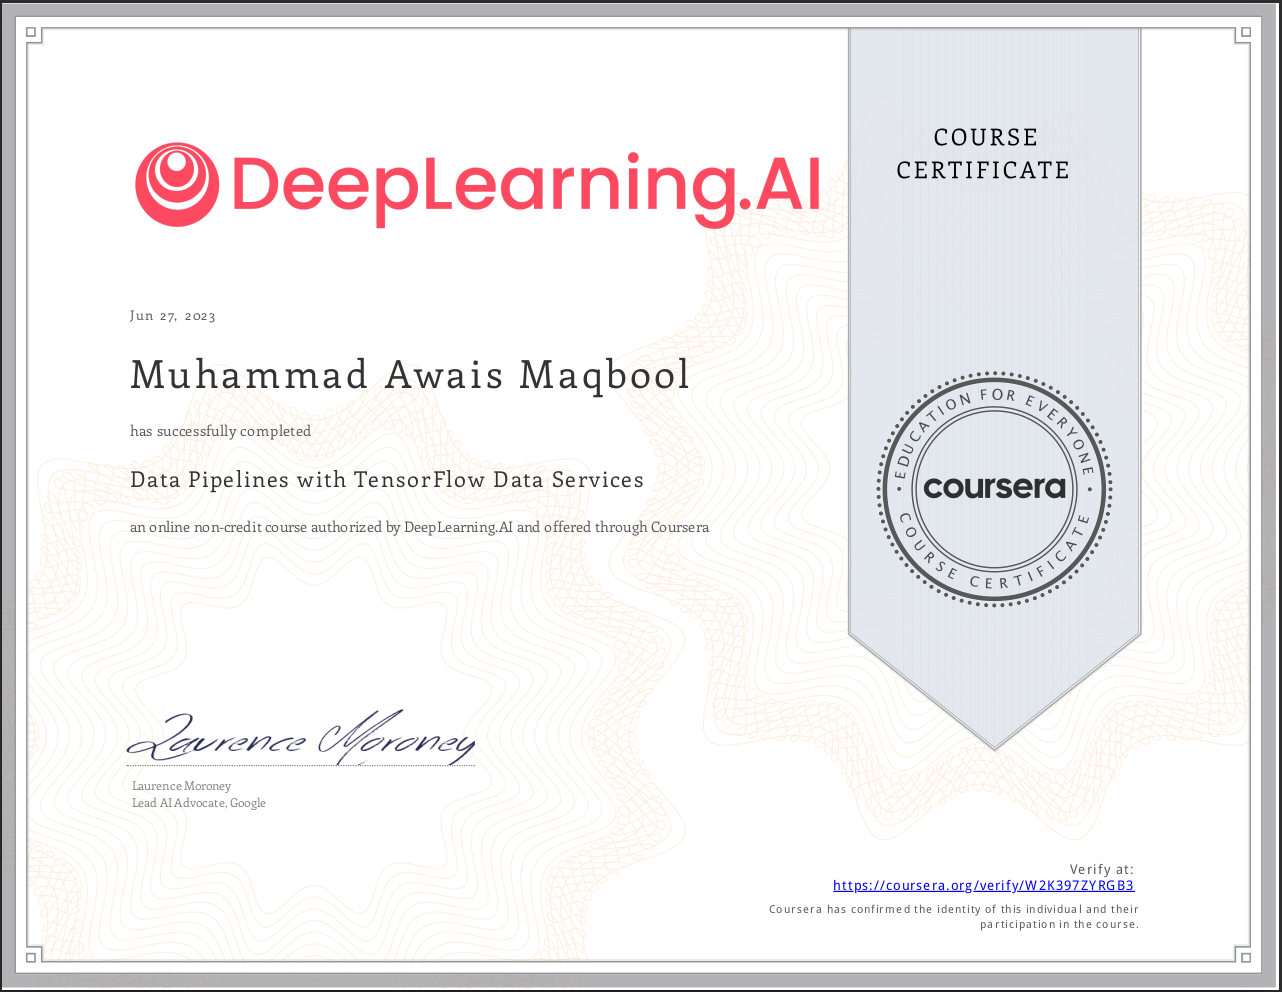 DeepLearning.AI
COURSE
CERTIFICATE
Jun 27, 2023
Muhammad Awais Maqbool
has successfully completed
Data Pipelines with TensorFlow Data Services
an online non-credit course authorized by DeepLearning.AI and offered through Coursera
EDUCATION FOR EVERYONE
coursera
COURSE CERTIFICATE
Laurence Moroney
Laurence Moroney
Lead AI Advocate, Google
Verify at:
https://coursera.org/verify/W2K397ZYRGB3
Coursera has confirmed the identity of this individual and their
participation in the course.